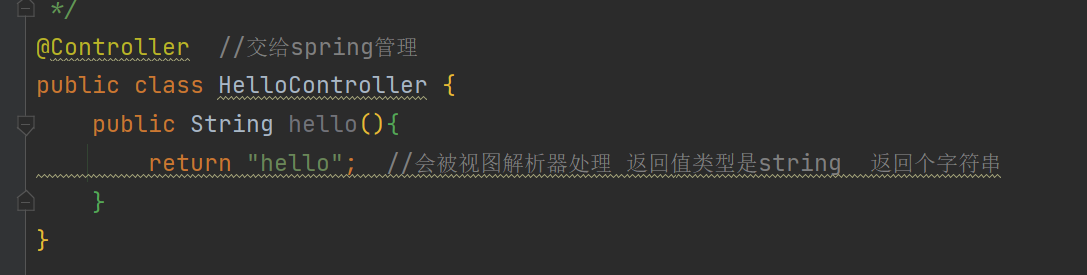 */
@Controller  //交给spring管理
public class HelloController {
    public String hello(){
        return "hello";  //会被视图解析器处理 返回值类型是string  返回个字符串
    }
}